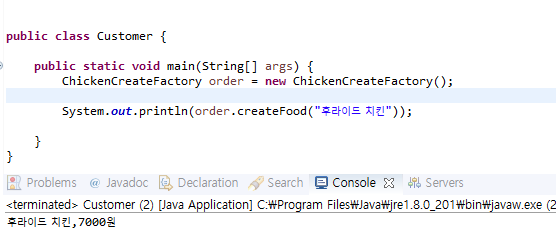 public class Customer {
public static void main(String[] args) {
ChickenCreateFactory order = new ChickenCreateFactory();
System.out.println(order.createFood("후라이드 치킨"));
}
}
Problems @ Javadoc Declaration Search Console Servers
<terminated> Customer (2) [Java Application] C:₩Program Files₩Java₩jre1.8.0_201₩bin₩javaw.exe (2
후라이드 치킨,7000원